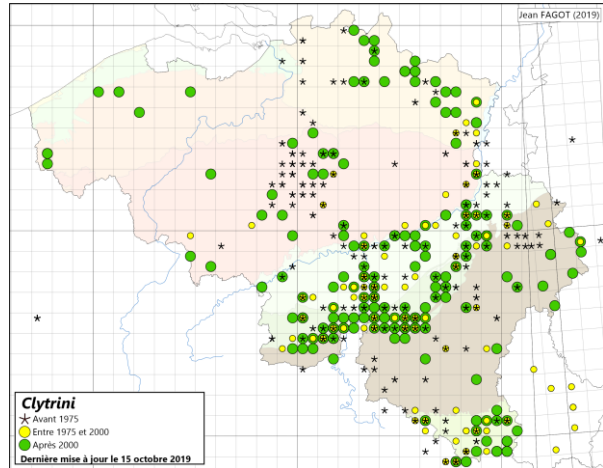 Jean FAGOT (2019)
Clytrini
Avant 1975
Entre 1975 et 2000
Après 2000
Dernière mise à jour le 15 octobre 2019